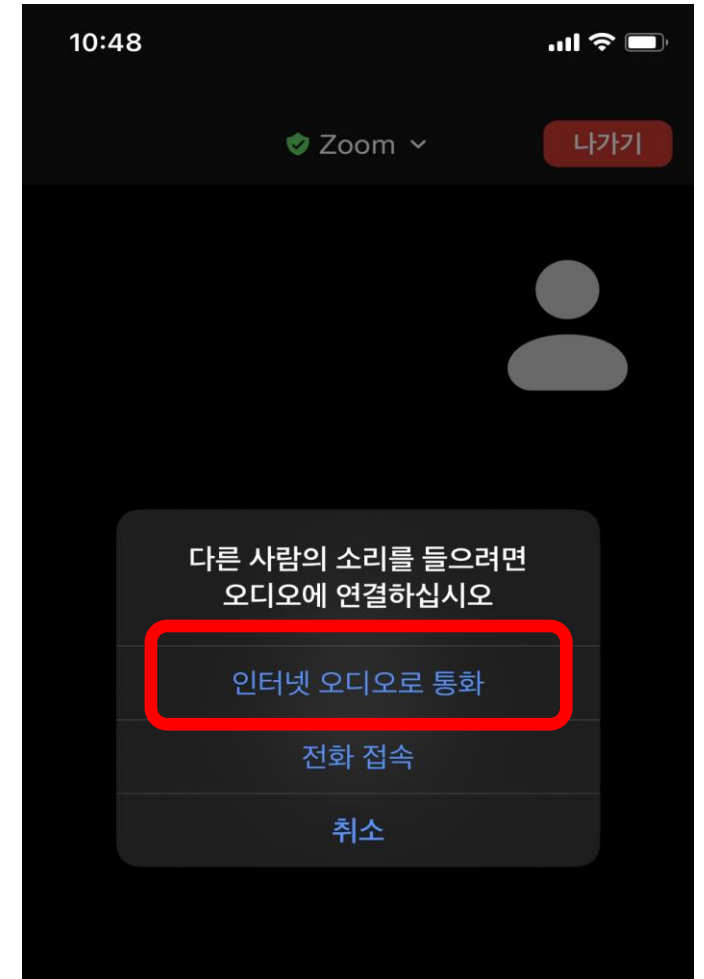 10:48
Zoom
나가기
다른 사람의 소리를 들으려면
오디오에 연결하십시오
인터넷 오디오로 통화
전화 접속
취소